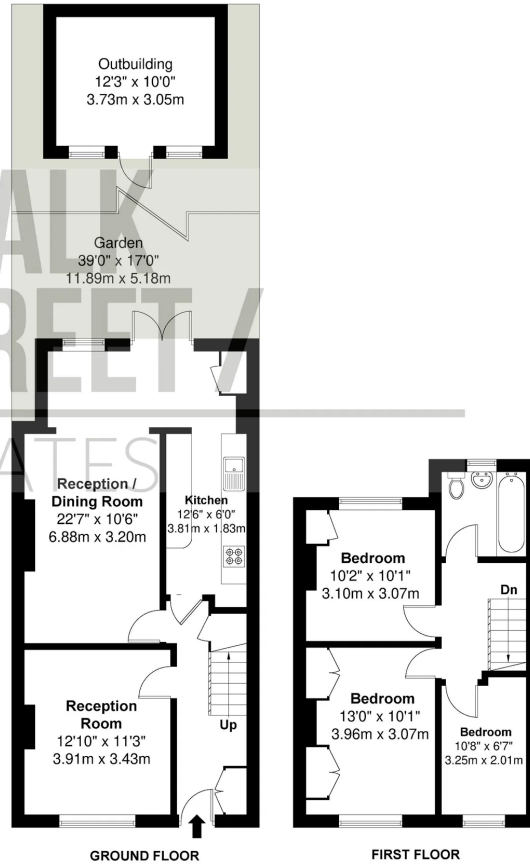 Outbuilding
12'3" x 10'0"
3.73m x 3.05m
ALK
Garden
39'0" x 17'0"
11.89m x 5.18m
REET /
ATES
Reception /
Dining Room
22'7" x 10'6"
6.88m x 3.20m
Kitchen
12'6" x 6'0"
3.81m x 1.83m
Reception
Room
12'10" x 11'3"
3.91m x 3.43m
Up
GROUND FLOOR
Bedroom
10'2" x 10'1"
3.10m x 3.07m
Dn
Bedroom
13'0" x 10'1"
3.96m x 3.07m
Bedroom
10'8" x 6'7"
3.25m x 2.01m
FIRST FLOOR